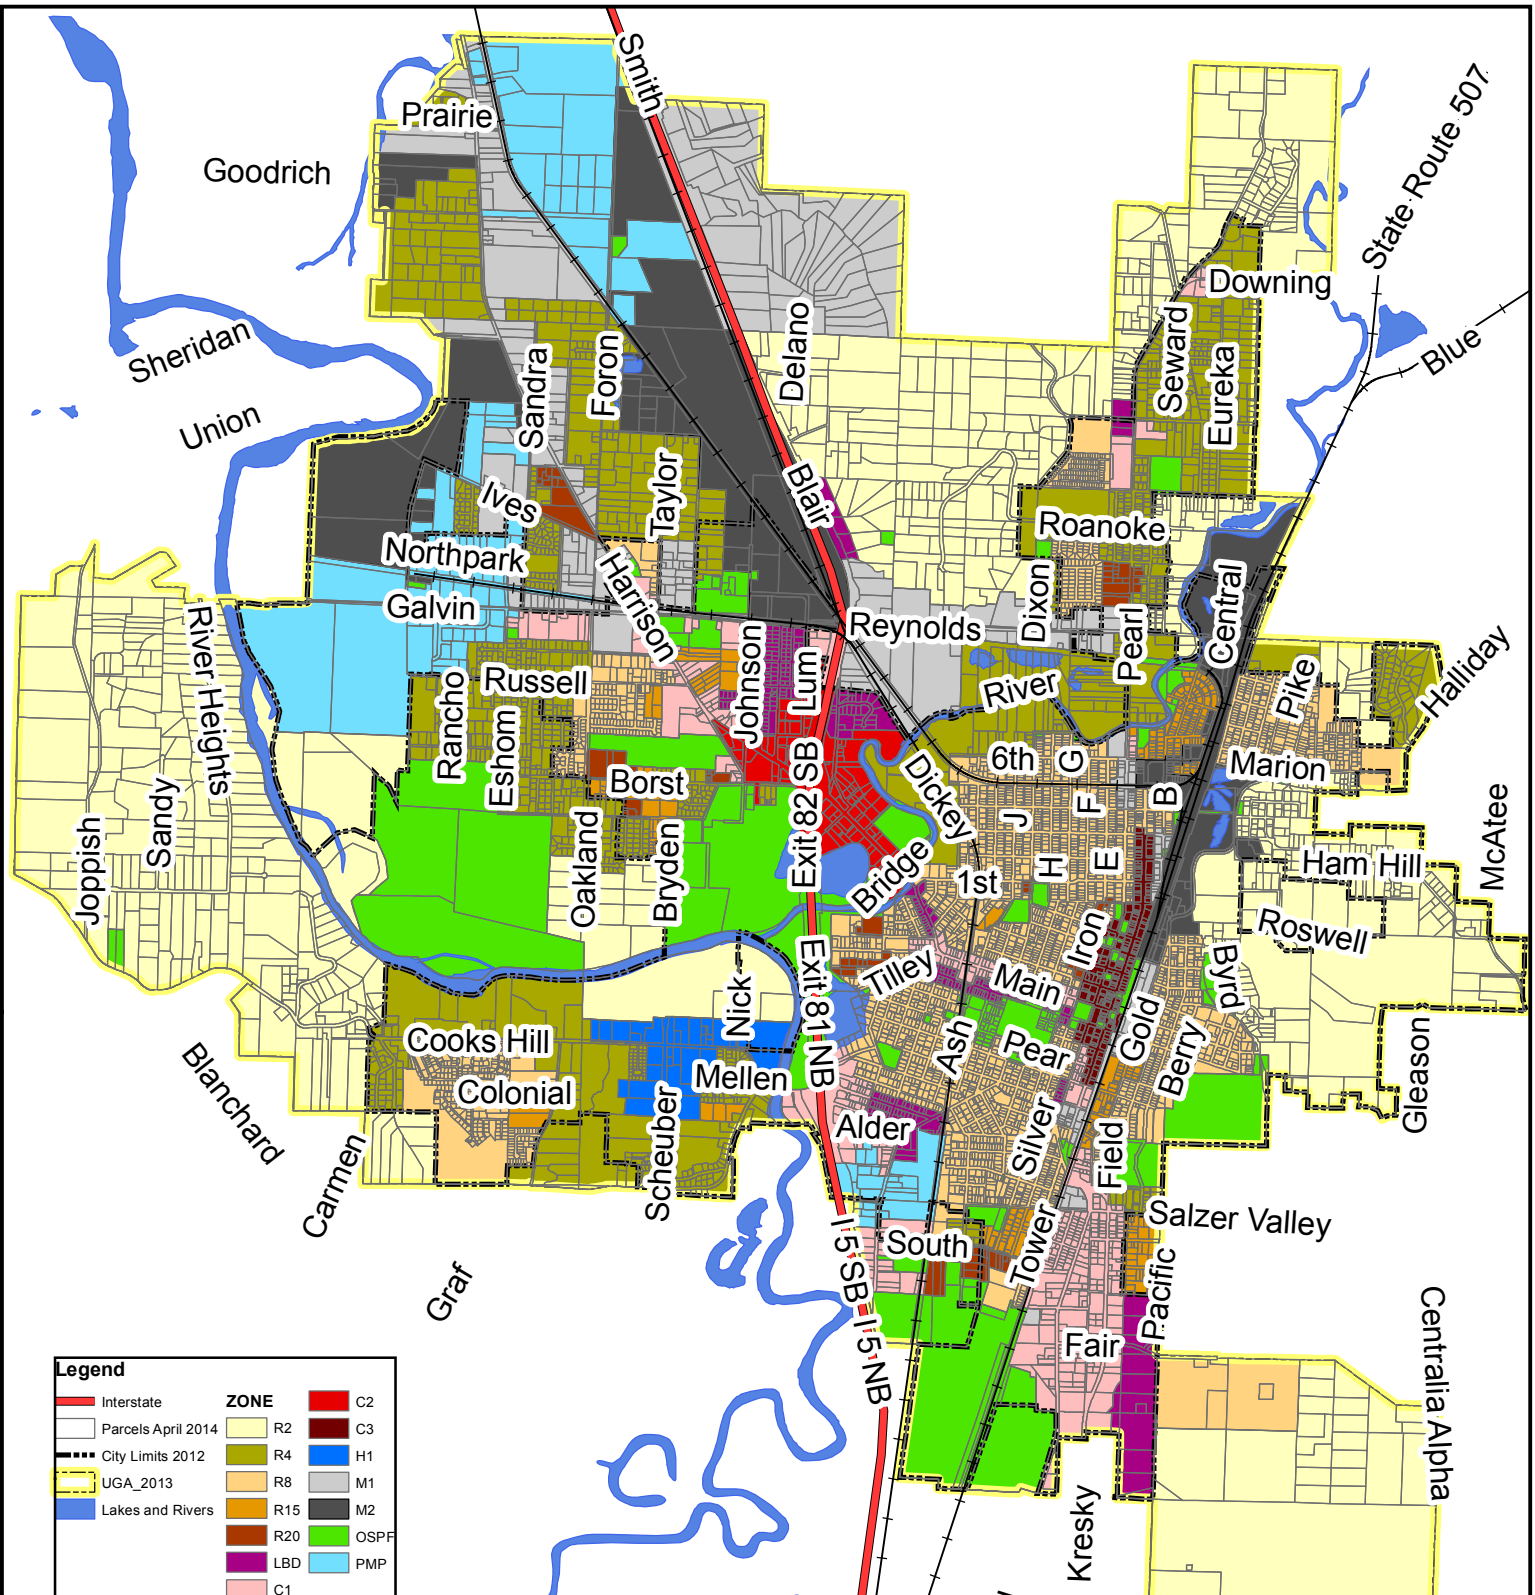 Smith
State Route 507
Prairie
Goodrich
Downing
Sheridan
Delano
Blue
Seward
Foron
Sandra
Eureka
Union
Taylor
Blair
Ives
Roanoke
Northpark
Harrison
Dixon
Central
Galvin
Reynolds
Pearl
River Heights
Halliday
Russell
Johnson
Lum
River
Pike
Rancho
Eshom
6th
G
Marion
Borst
Exit 82 SB
Dickey
J
F
B
Sandy
Joppish
Oakland
Bryden
Bridge
1st
H
E
Ham Hill
McAtee
Roswell
Iron
Tilley
Main
Byrd
Nick
Exit 81 NB
Gold
Cooks Hill
Ash
Pear
Berry
Gleason
Blanchard
Colonial
Mellen
Scheuber
Alder
Silver
Field
Carmen
Salzer Valley
I 5 SB
South
Tower
Pacific
Graf
I 5 NB
Fair
Centralia Alpha
Kresky
Legend
Interstate
Parcels April 2014
City Limits 2012
UGA_2013
Lakes and Rivers
ZONE
R2
R4
R8
R15
R20
LBD
C1
C2
C3
H1
M1
M2
OSPF
PMP